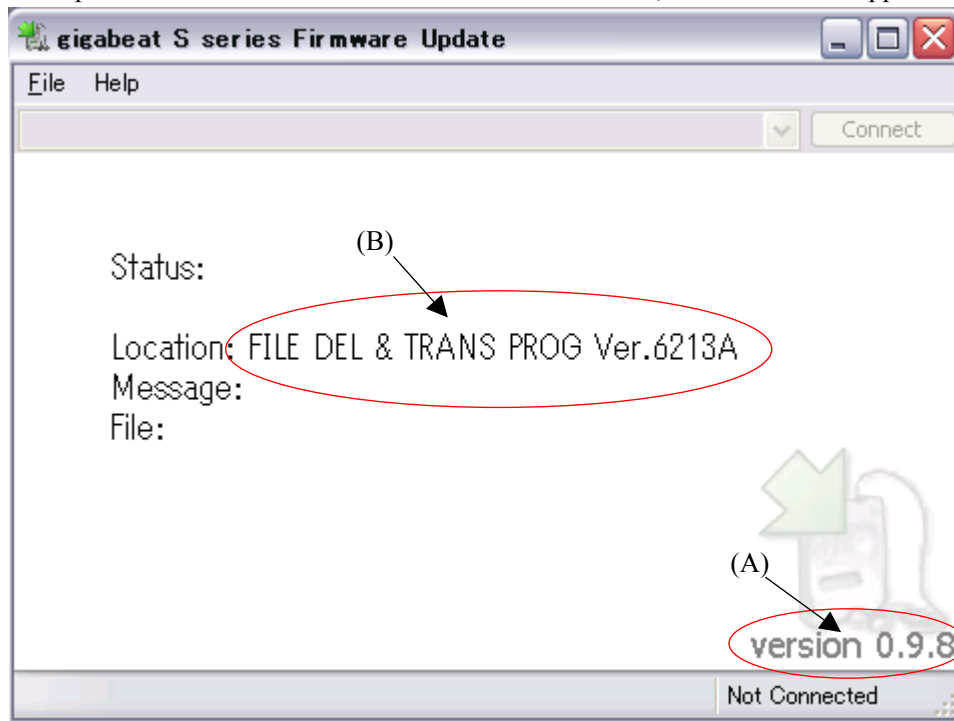 gigabeat S series Firmware Update
File Help
Connect
(B)
Status:
Location: FILE DEL & TRANS PROG Ver.6213A
Message:
File:
(A)
version 0.9.8
Not Connected